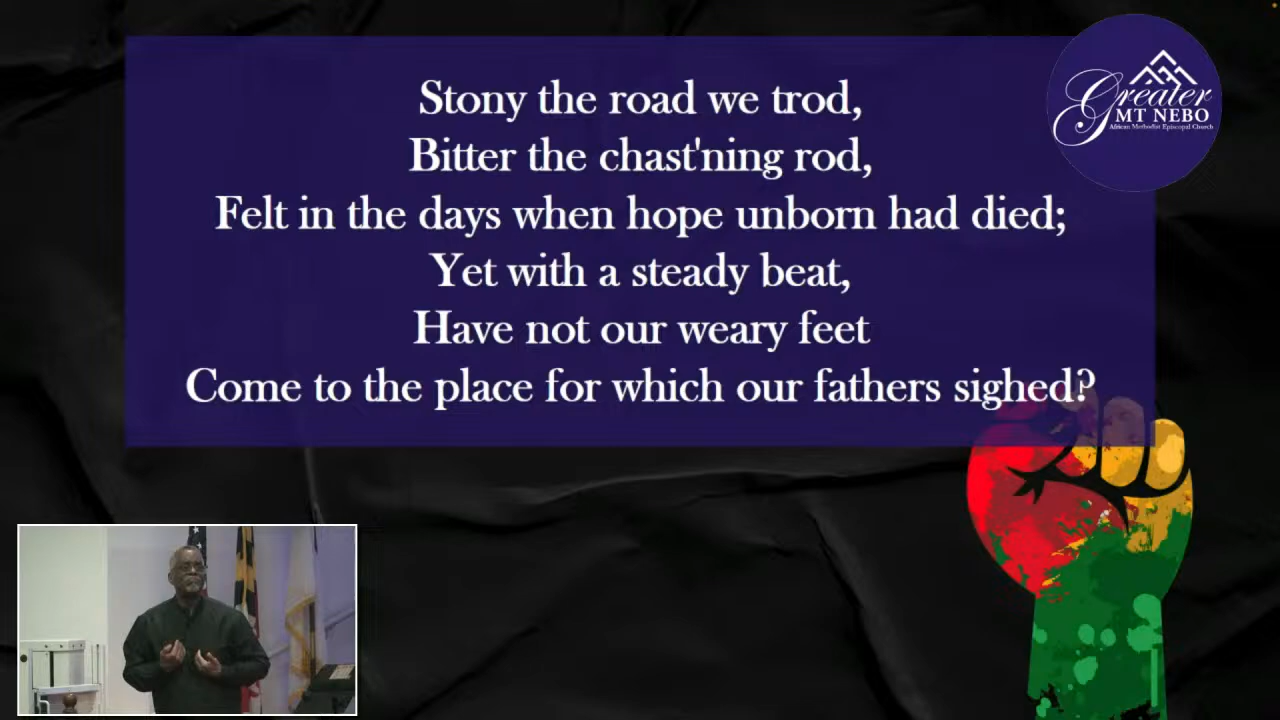 Stony the road we trod,
Bitter the chast'ning rod,
Felt in the days when hope unborn had died;
Yet with a steady beat,
Have not our weary feet
Come to the place for which our fathers sighed?
Greater
MT NEBO
African Methodist Episcopal Church